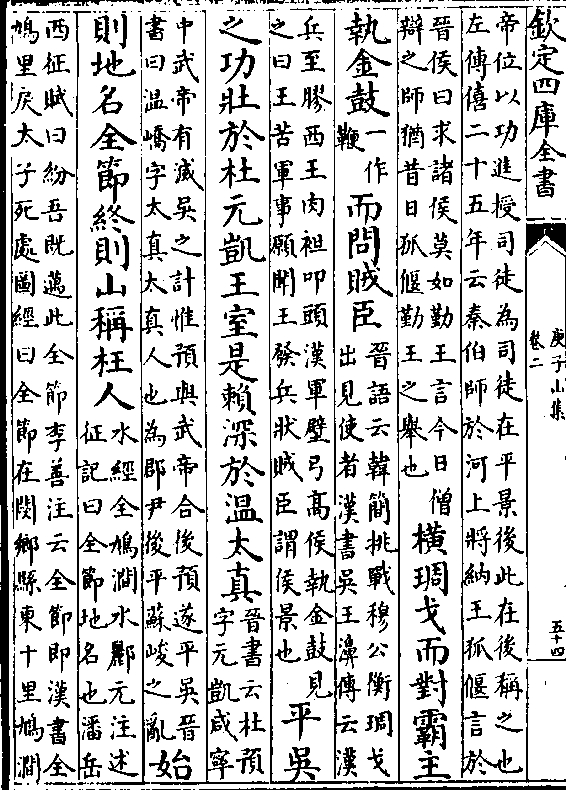 欽定四庫全書
庚子山集
卷二
五十四
帝位以功進授司徒為司徒在平景後此在後稱之也
左傳僖二十五年云秦伯師於河上將納王狐偃言於
晉侯曰求諸侯莫如勤王言今日僧
辯之師猶昔日狐偃勤王之舉也
橫琱戈而對霸主
執金鼓
一作
鞭
而問賊臣
晉語云韓簡挑戰穆公衡琱戈
出見使者漢書吳王濞傳云漢
兵至膠西王肉袒叩頭漢軍壁弓高侯執金鼓見
之曰王苦軍事願聞王發兵狀賊臣謂侯景也
平吳
之功壯於杜元凱王室是賴深於温太真
晉書云杜預
字元凱咸寧
中武帝有滅吳之計惟預與武帝合後預遂平吳晉
書曰温嶠字太真太真人也為郡尹後平蘇峻之亂
始
則地名全節終則山稱枉人
水經全鳩澗水酈元注述
征記曰全節地名也潘岳
西征賦曰紛吾既邁此全節李善注云全節即漢書全
鳩里戾太子死處圖經曰全節在閿鄉縣東十里鳩澗